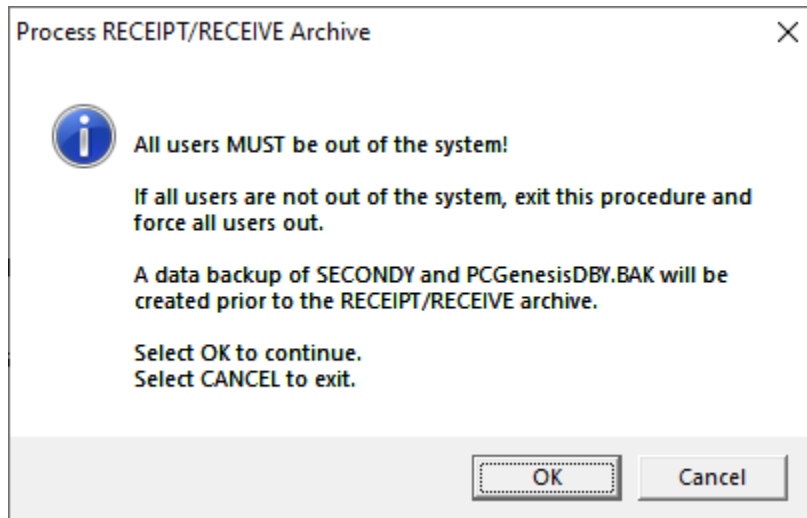 Process RECEIPT/RECEIVE Archive
All users MUST be out of the system!
If all users are not out of the system, exit this procedure and
force all users out.
A data backup of SECONDY and PCGenesisDBY.BAK will be
created prior to the RECEIPT/RECEIVE archive.
Select OK to continue.
Select CANCEL to exit.
OK
Cancel